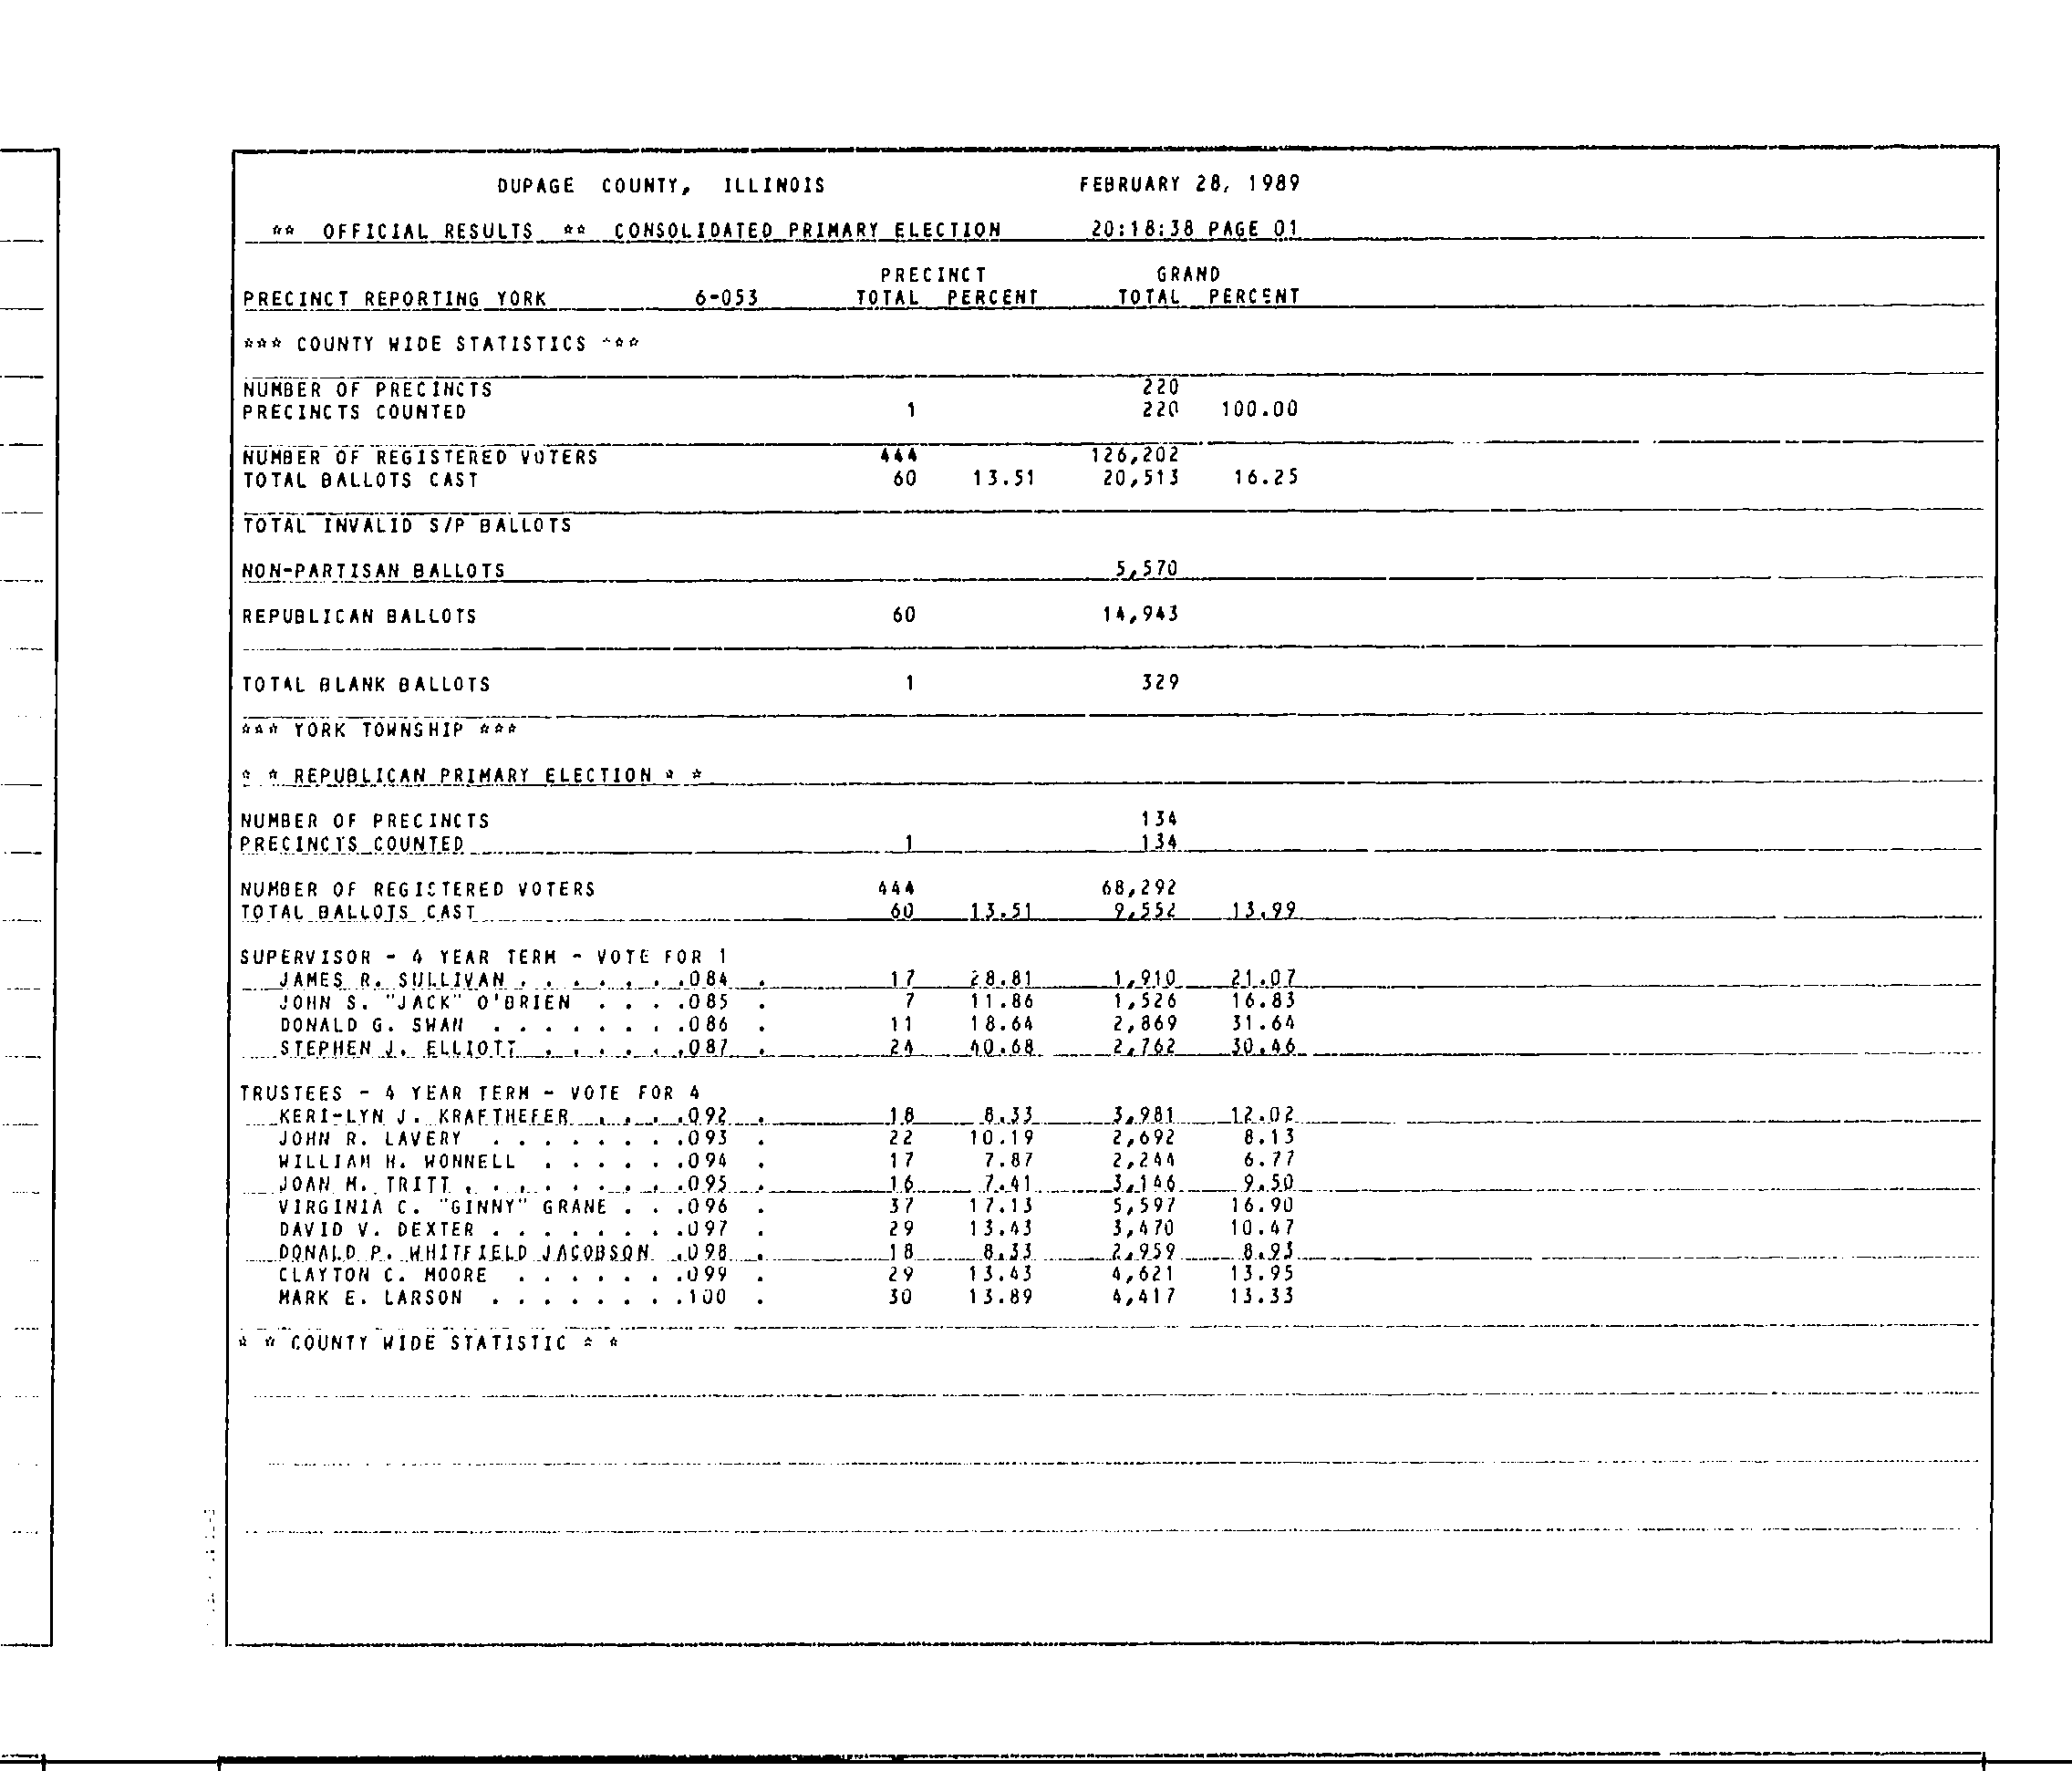 DUPAGE COUNTY, ILLINOIS FEBRUARY 28, 1989
** OFFICIAL RESULTS ** CONSOLIDATED PRIMARY ELECTION 20:18:38 PAGE 01
PRECINCT GRAND
PRECINCT REPORTING YORK 6-053 TOTAL PERCENT TOTAL PERCENT
*** COUNTY WIDE STATISTICS ***
NUMBER OF PRECINCTS 220
PRECINCTS COUNTED 1 220 100.00
NUMBER OF REGISTERED VOTERS 444 126,202
TOTAL BALLOTS CAST 60 13.51 20,513 16.25
TOTAL INVALID S/P BALLOTS
NON-PARTISAN BALLOTS 5,570
REPUBLICAN BALLOTS 60 14,943
TOTAL BLANK BALLOTS 1 329
*** YORK TOWNSHIP ***
* * REPUBLICAN PRIMARY ELECTION * *
NUMBER OF PRECINCTS 134
PRECINCTS COUNTED 1 134
NUMBER OF REGISTERED VOTERS 444 68,292
TOTAL BALLOTS CAST 60 13.51 9,552 13.99
SUPERVISOR - 4 YEAR TERM - VOTE FOR 1
JAMES R. SULLIVAN . . . . . . .084 . 17 28.81 1,910 21.07
JOHN S. "JACK" O'BRIEN . . . .085 . 7 11.86 1,526 16.83
DONALD G. SWAN . . . . . . . .086 . 11 18.64 2,869 31.64
STEPHEN J. ELLIOTT . . . . . .087 . 24 40.68 2,762 30.46
TRUSTEES - 4 YEAR TERM - VOTE FOR 4
KERI-LYN J. KRAFTHEFER . . . .092 . 18 8.33 3,981 12.02
JOHN R. LAVERY . . . . . . . .093 . 22 10.19 2,692 8.13
WILLIAM H. WONNELL . . . . . .094 . 17 7.87 2,244 6.77
JOAN M. TRITT . . . . . . . . .095 . 16 7.41 3,146 9.50
VIRGINIA C. "GINNY" GRANE . . .096 . 37 17.13 5,597 16.90
DAVID V. DEXTER . . . . . . . .097 . 29 13.43 3,470 10.47
DONALD P. WHITFIELD JACOBSON .098 . 18 8.33 2,959 8.93
CLAYTON C. MOORE . . . . . . .099 . 29 13.43 4,621 13.95
MARK E. LARSON . . . . . . . .100 . 30 13.89 4,417 13.33
* * COUNTY WIDE STATISTIC * *